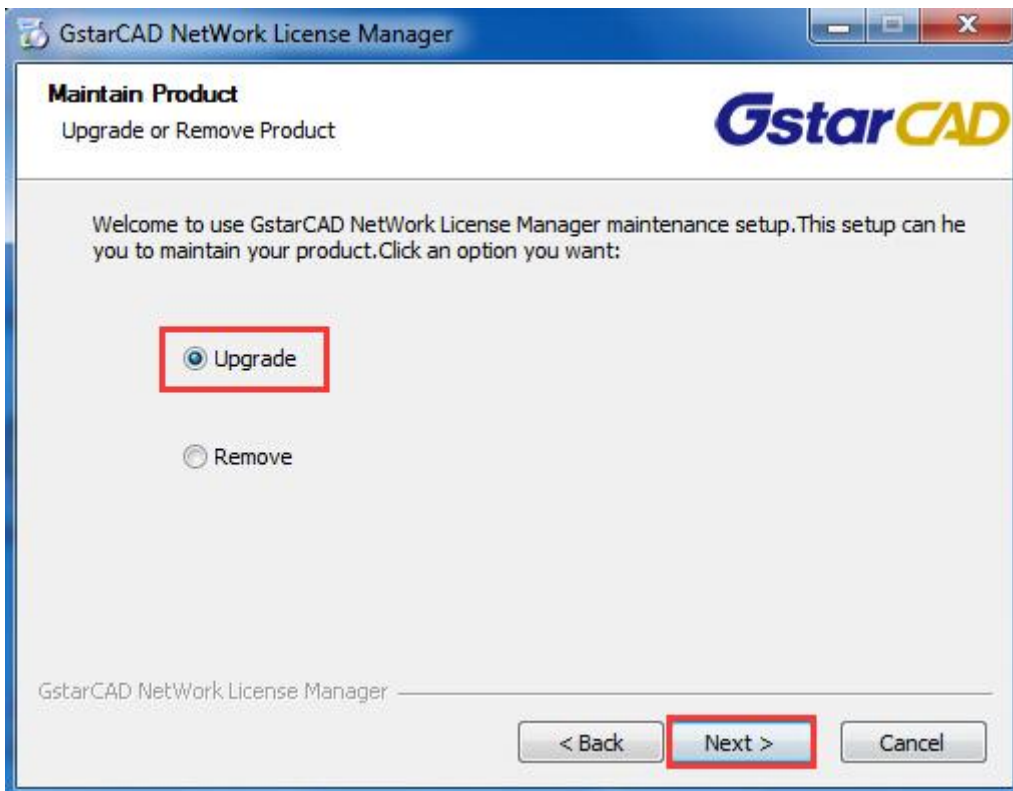 GstarCAD NetWork License Manager
Maintain Product
Upgrade or Remove Product
GstarCAD
Welcome to use GstarCAD NetWork License Manager maintenance setup.This setup can he
you to maintain your product.Click an option you want:
Upgrade
Remove
GstarCAD NetWork License Manager
< Back Next > Cancel